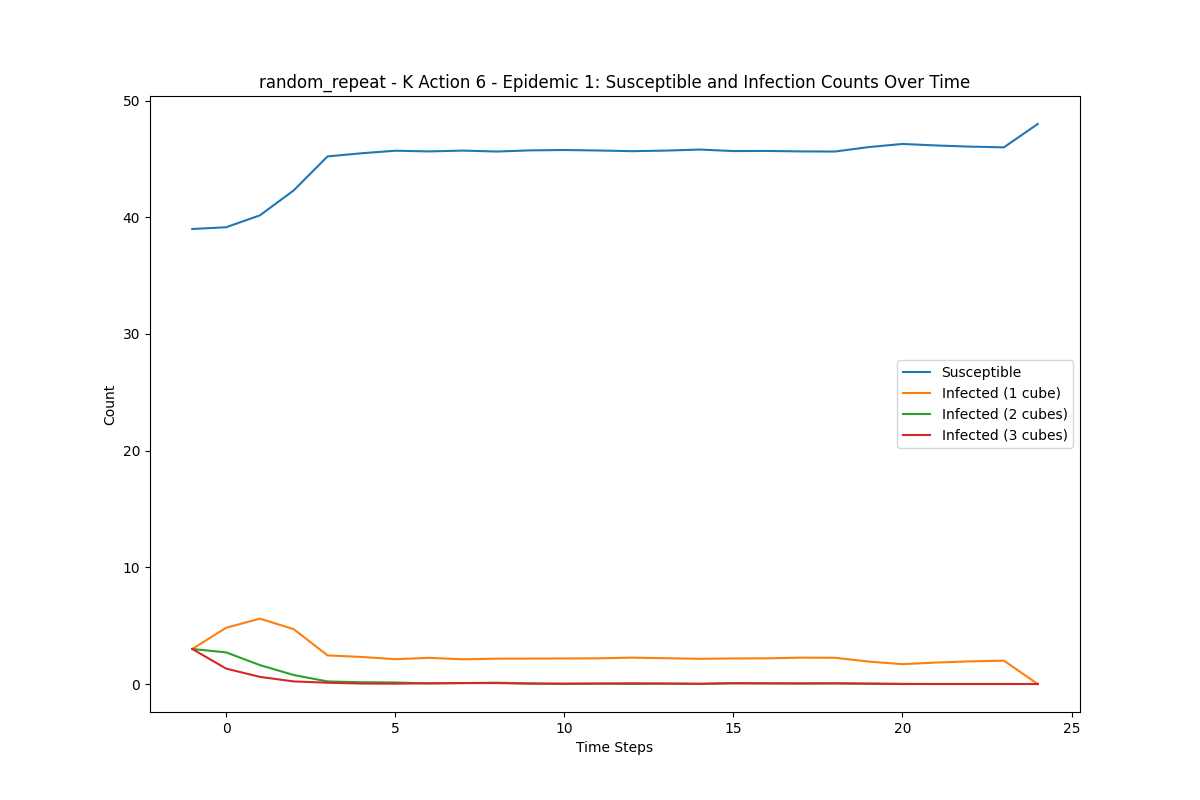 random_repeat - K Action 6 - Epidemic 1: Susceptible and Infection Counts Over Time
50
40
30
20
10
0
Count
Susceptible
Infected (1 cube)
Infected (2 cubes)
Infected (3 cubes)
0 5 10 15 20 25
Time Steps